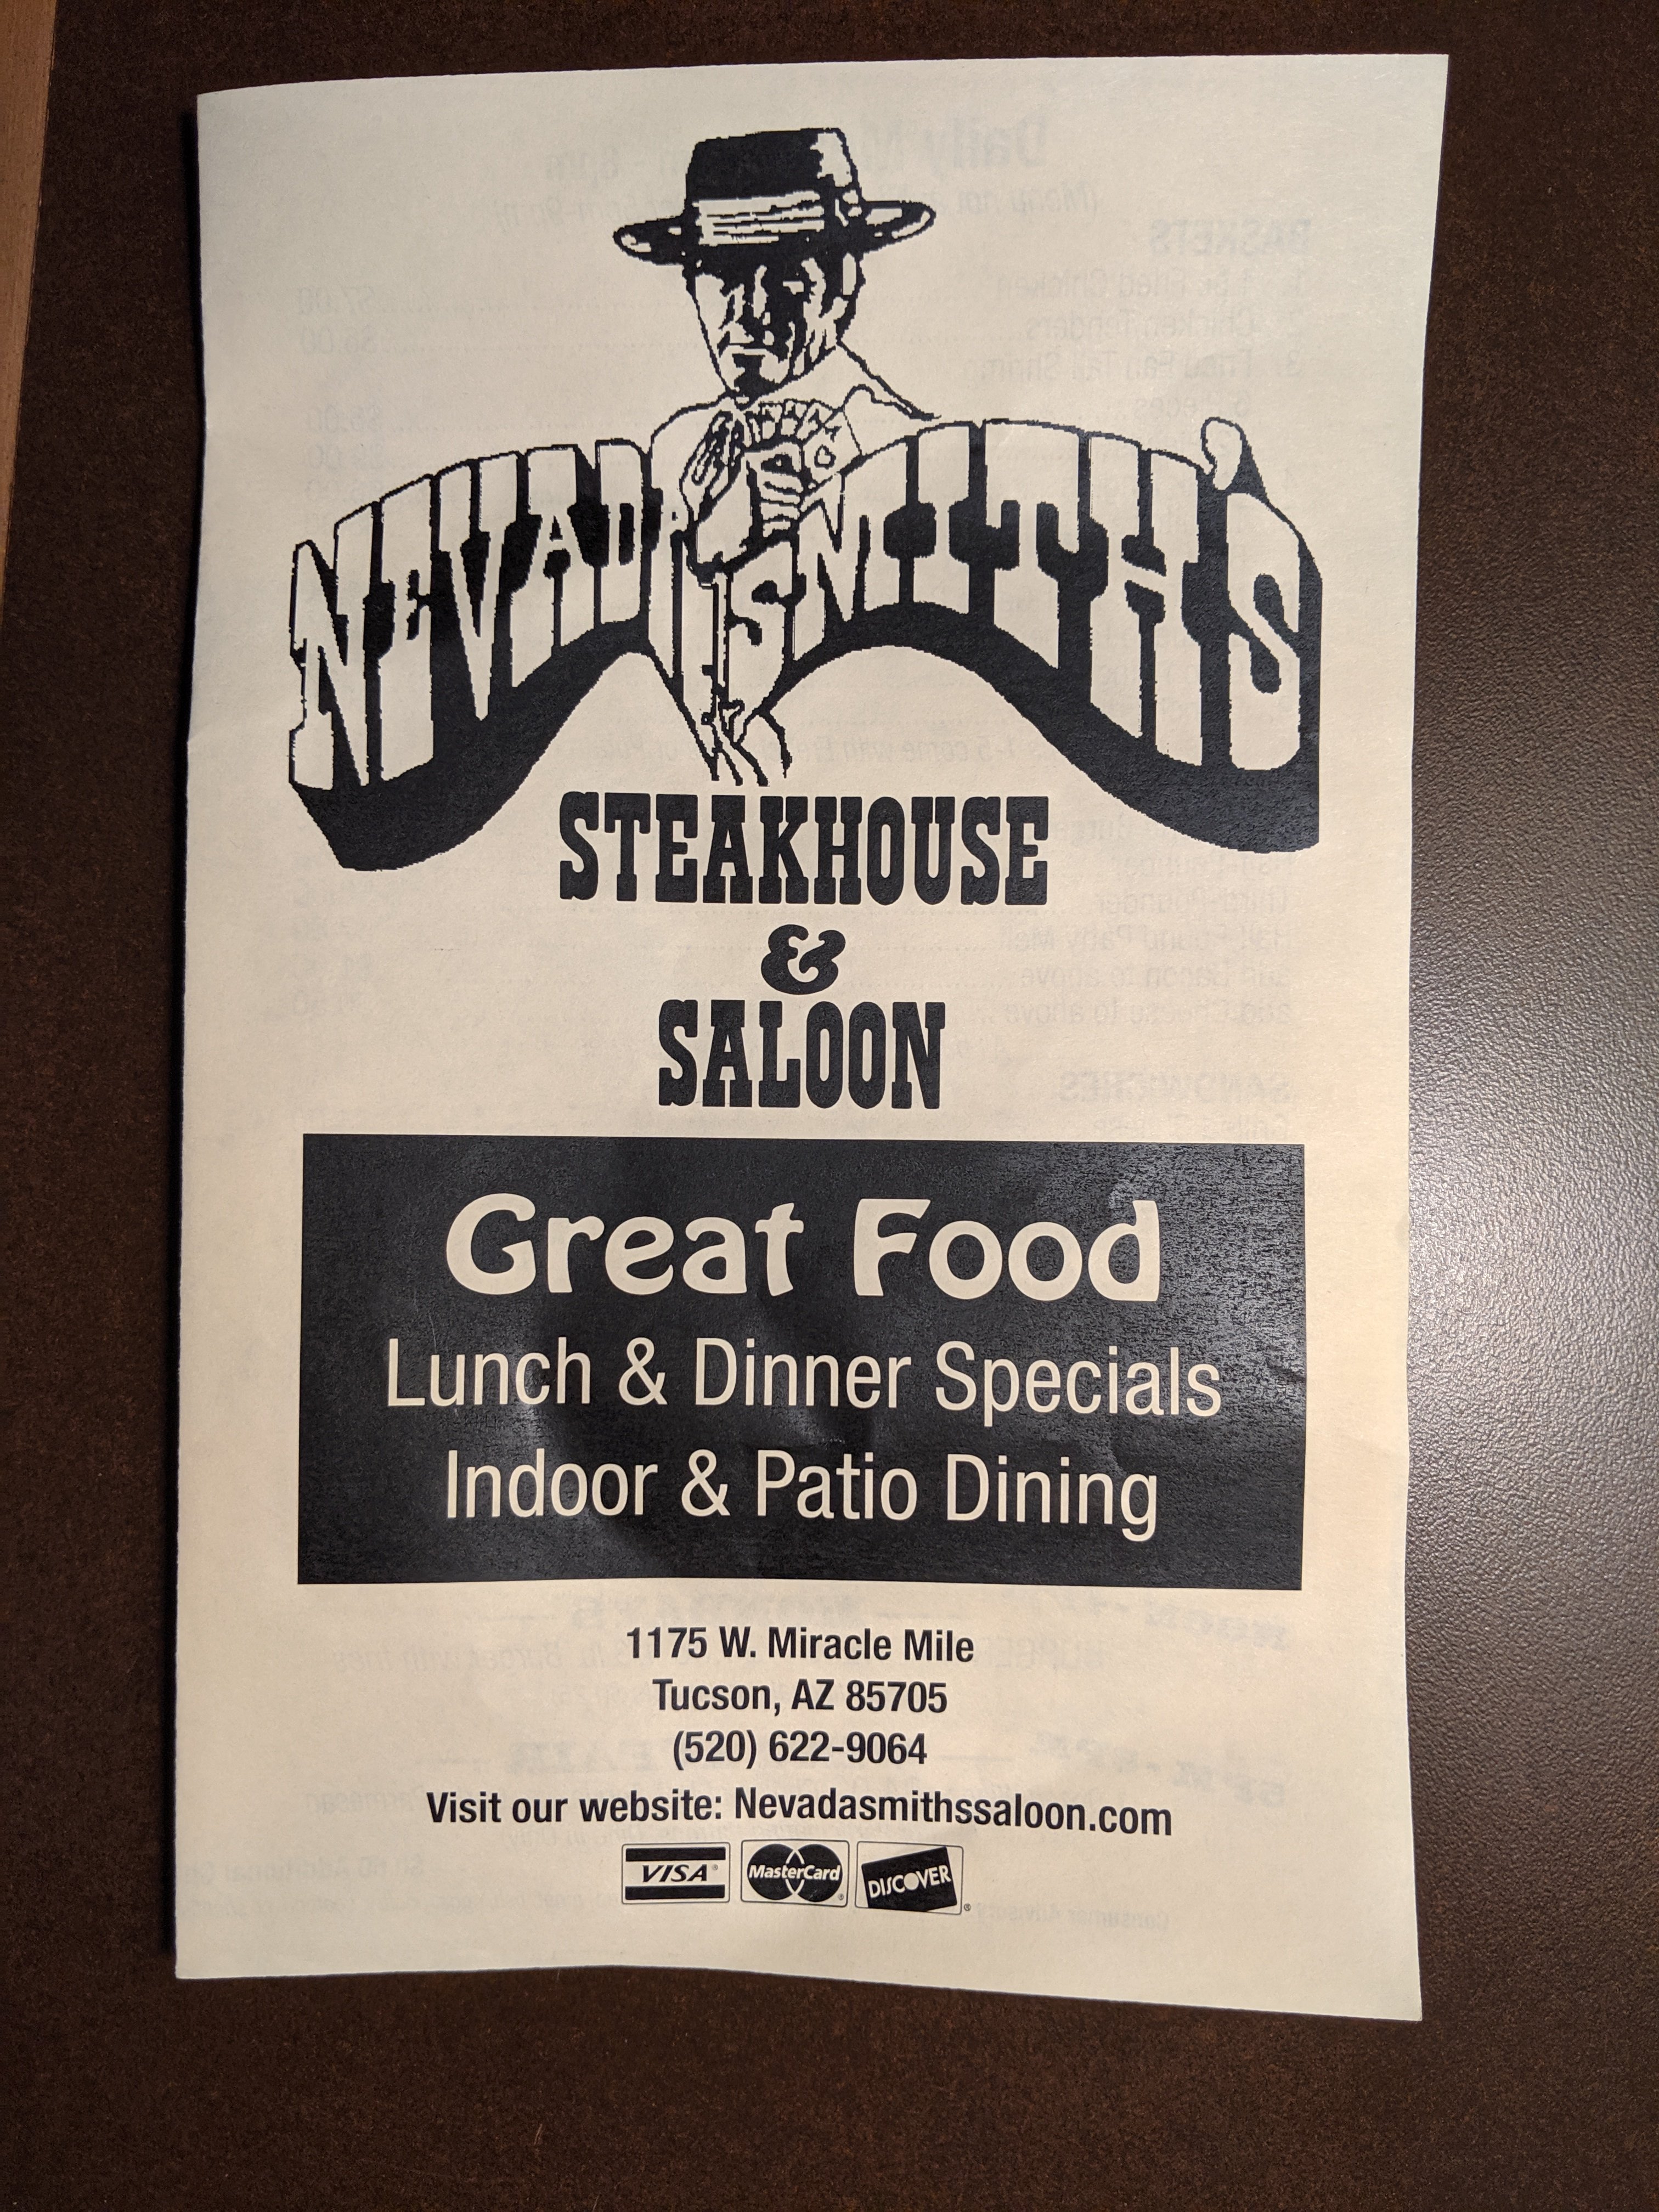 NEVADA SMITH'S
STEAKHOUSE
&
SALOON
Great Food
Lunch & Dinner Specials
Indoor & Patio Dining
1175 W. Miracle Mile
Tucson, AZ 85705
(520) 622-9064
Visit our website: Nevadasmithssaloon.com
VISA® MasterCard® DISCOVER®